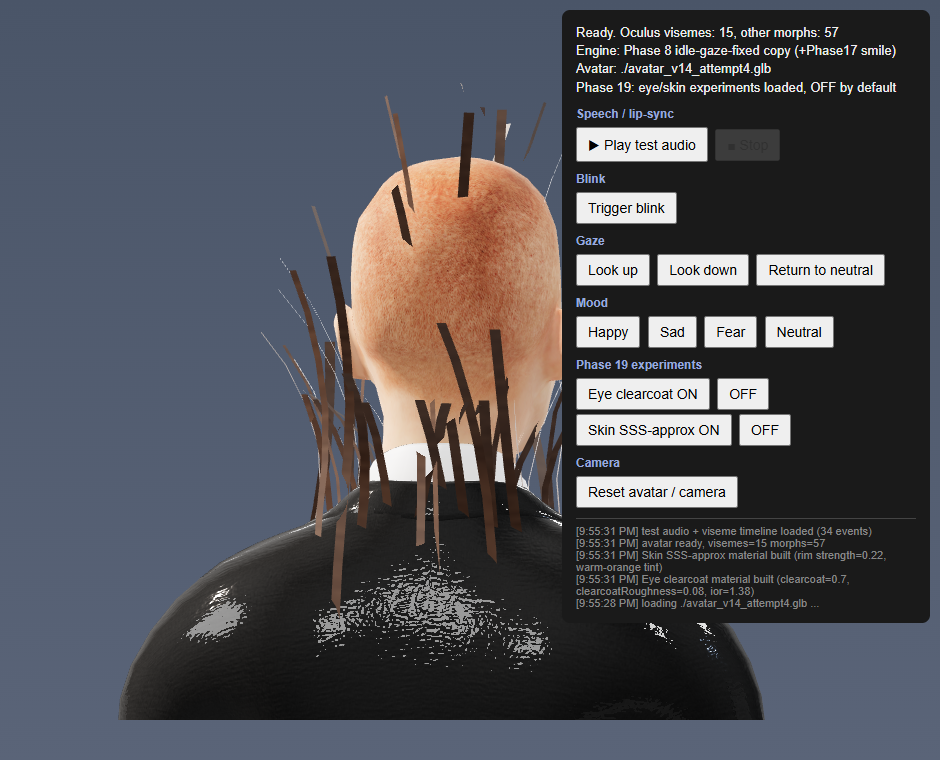 Ready. Oculus visemes: 15, other morphs: 57
Engine: Phase 8 idle-gaze-fixed copy (+Phase17 smile)
Avatar: ./avatar_v14_attempt4.glb
Phase 19: eye/skin experiments loaded, OFF by default
Speech / lip-sync
▶ Play test audio ■ Stop
Blink
Trigger blink
Gaze
Look up Look down Return to neutral
Mood
Happy Sad Fear Neutral
Phase 19 experiments
Eye clearcoat ON OFF
Skin SSS-approx ON OFF
Camera
Reset avatar / camera
[9:55:31 PM] test audio + viseme timeline loaded (34 events)
[9:55:31 PM] avatar ready, visemes=15 morphs=57
[9:55:31 PM] Skin SSS-approx material built (rim strength=0.22,
warm-orange tint)
[9:55:31 PM] Eye clearcoat material built (clearcoat=0.7,
clearcoatRoughness=0.08, ior=1.38)
[9:55:28 PM] loading ./avatar_v14_attempt4.glb ...